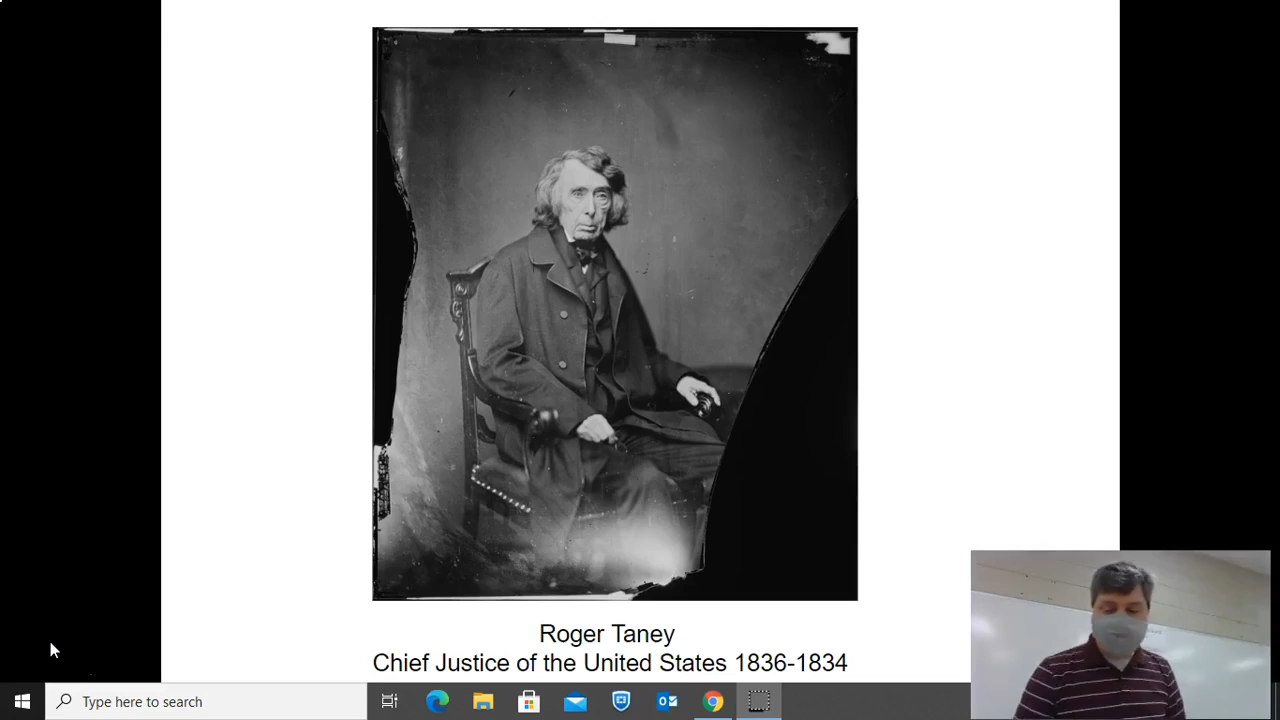 Roger Taney
Chief Justice of the United States 1836-1834
Type here to search